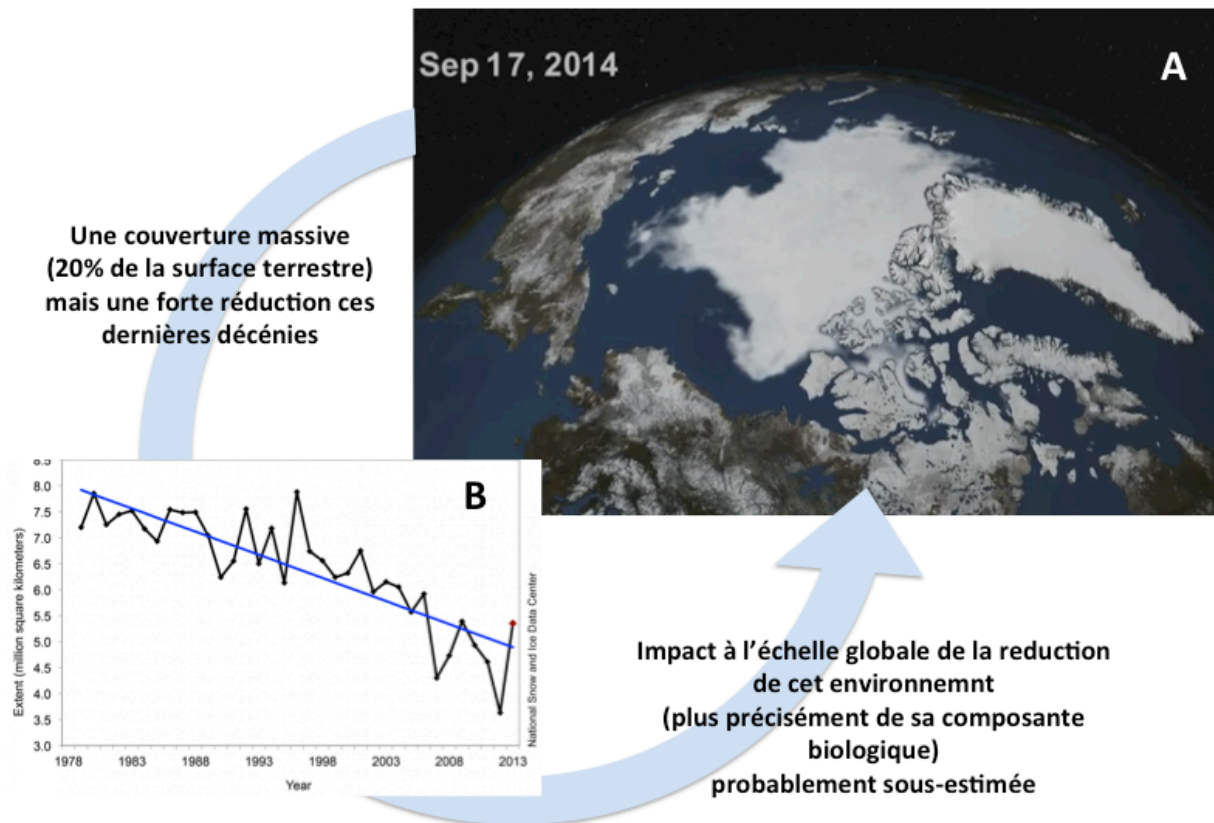 Sep 17, 2014
A
Une couverture massive
(20% de la surface terrestre)
mais une forte réduction ces
dernières décénies
B
8.5
8.0
7.5
7.0
6.5
6.0
5.5
5.0
4.5
4.0
3.5
3.0
Extent (million square kilometers)
1978 1983 1988 1993 1998 2003 2008 2013
Year
National Snow and Ice Data Center
Impact à l’échelle globale de la reduction
de cet environnemnt
(plus précisément de sa composante
biologique)
probablement sous-estimée